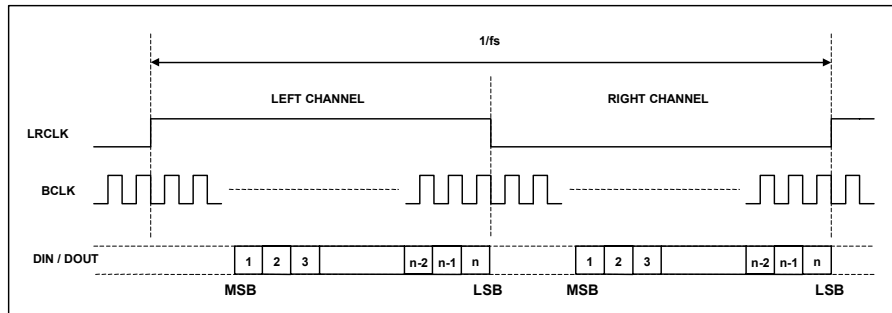 1/fs
LEFT CHANNEL RIGHT CHANNEL
LRCLK
BCLK
DIN / DOUT 1 2 3 n-2 n-1 n 1 2 3 n-2 n-1 n
MSB LSB MSB LSB